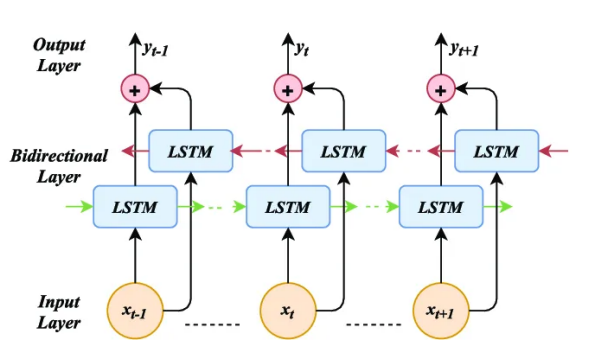 Output
Layer
y_{t-1}
y_t
y_{t+1}
+
+
+
Bidirectional
Layer
LSTM
LSTM
LSTM
LSTM
LSTM
LSTM
Input
Layer
x_{t-1}
x_t
x_{t+1}